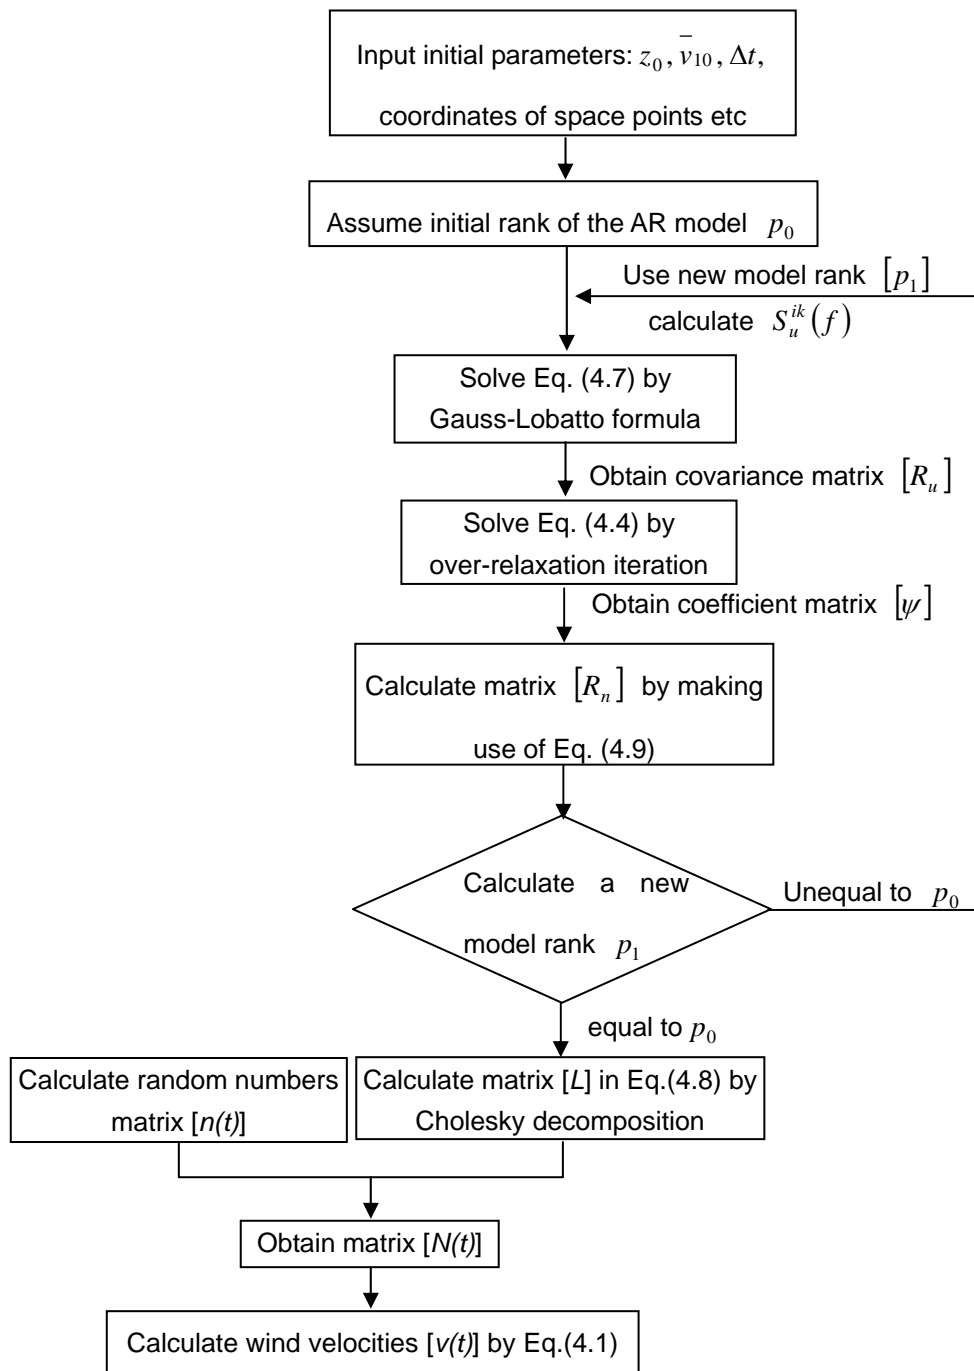 Input initial parameters: z₀, v̄₁₀, Δt,
coordinates of space points etc
Assume initial rank of the AR model p₀
Use new model rank [p₁]
calculate Sᵤⁱᵏ(f)
Solve Eq. (4.7) by
Gauss-Lobatto formula
Obtain covariance matrix [Rᵤ]
Solve Eq. (4.4) by
over-relaxation iteration
Obtain coefficient matrix [ψ]
Calculate matrix [Rₙ] by making
use of Eq. (4.9)
Calculate a new
model rank p₁
Unequal to p₀
equal to p₀
Calculate random numbers
matrix [n(t)]
Calculate matrix [L] in Eq.(4.8) by
Cholesky decomposition
Obtain matrix [N(t)]
Calculate wind velocities [v(t)] by Eq.(4.1)